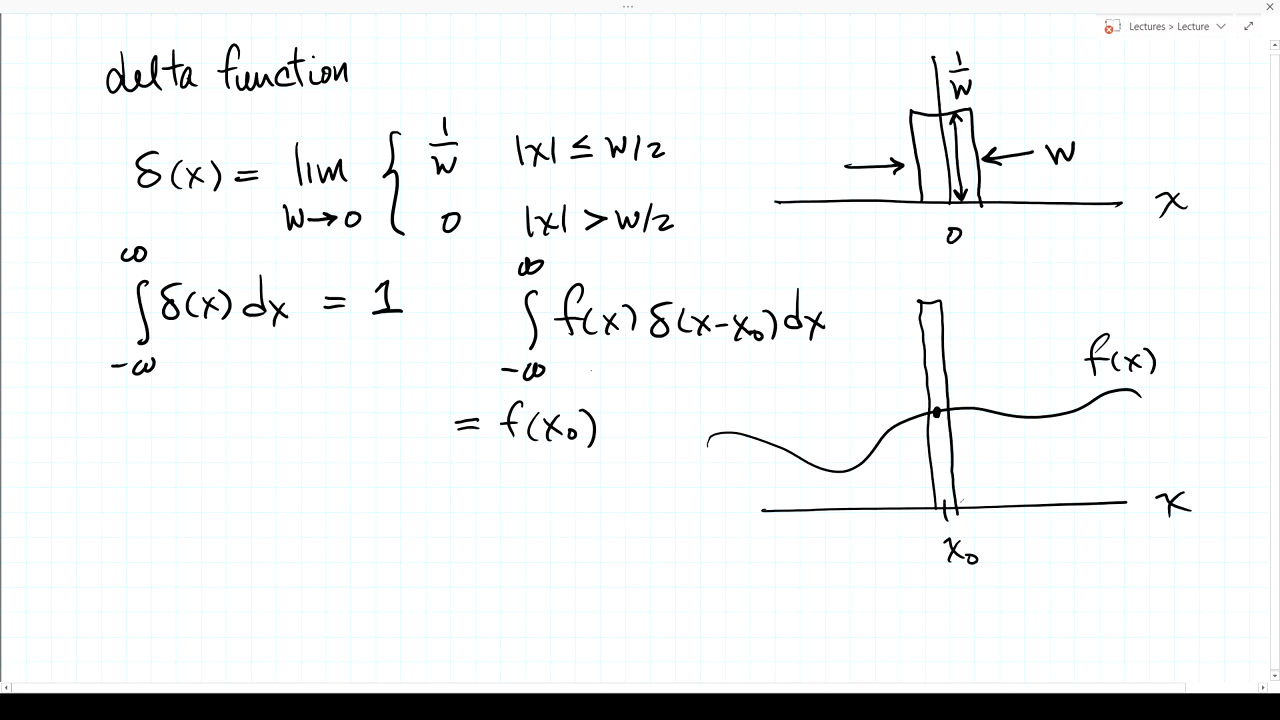 Lectures > Lecture
delta function
δ(x) = lim { 1/w |x| ≤ w/2
w→0 0 |x| > w/2
∫_{-∞}^{∞} δ(x) dx = 1
∫_{-∞}^{∞} f(x) δ(x-x₀) dx
= f(x₀)
1/w
w
x
0
f(x)
x
x₀